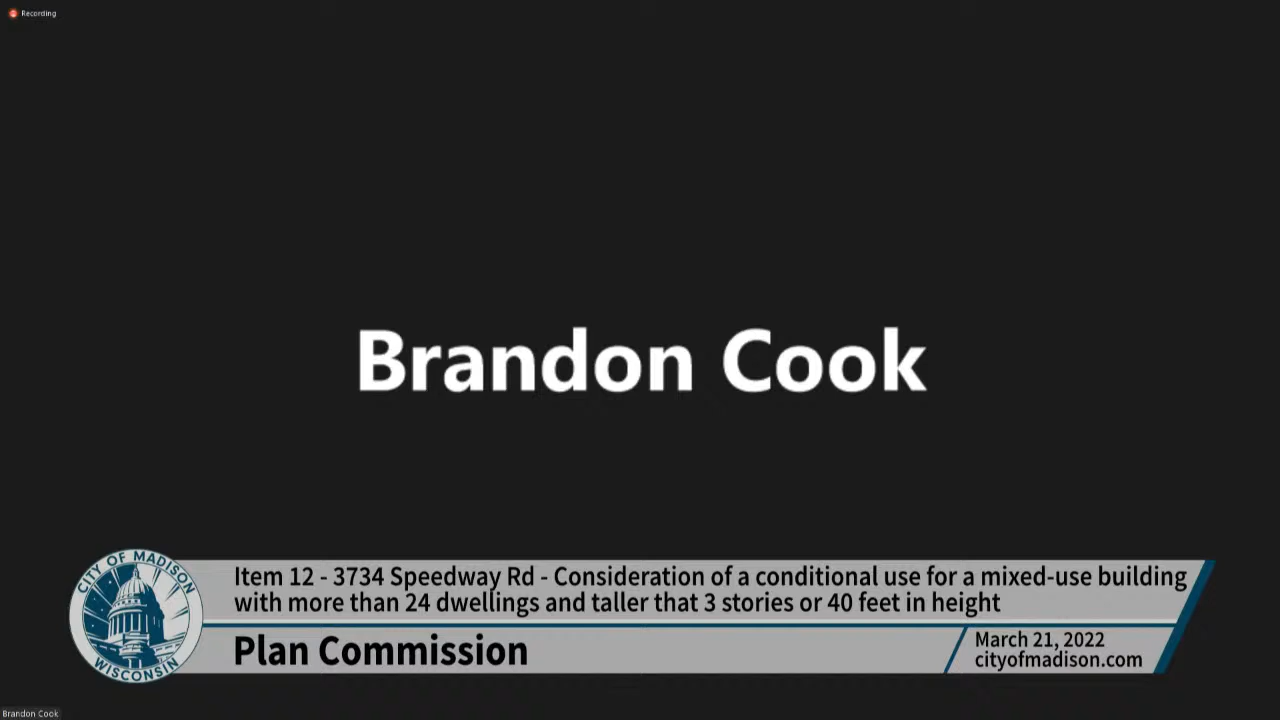 Recording
Brandon Cook
CITY OF MADISON
WISCONSIN
Item 12 - 3734 Speedway Rd - Consideration of a conditional use for a mixed-use building
with more than 24 dwellings and taller that 3 stories or 40 feet in height
Plan Commission
March 21, 2022
cityofmadison.com
Brandon Cook